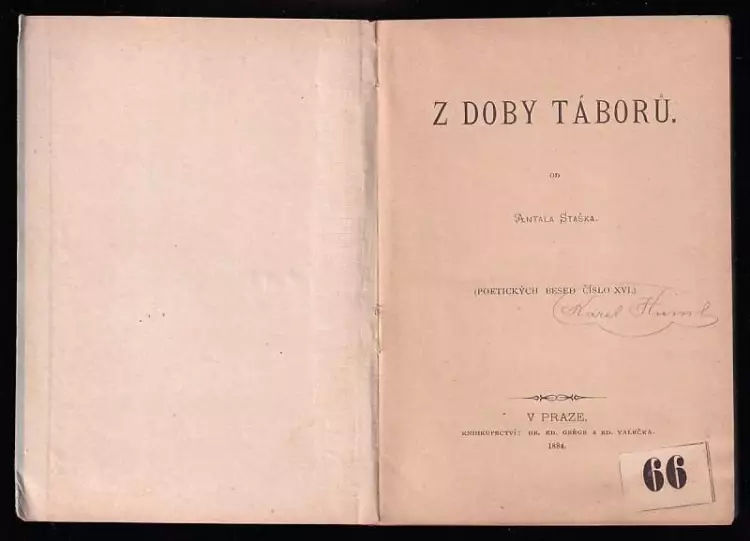 Z DOBY TÁBORŮ.
OD
ANTALA STAŠKA.
(POETICKÝCH BESED ČÍSLO XVI.)
Karel
V PRAZE.
KNIHKUPECTVÍ: DR. ED. GRÉGR & ED. VALEČKA.
1884.
66